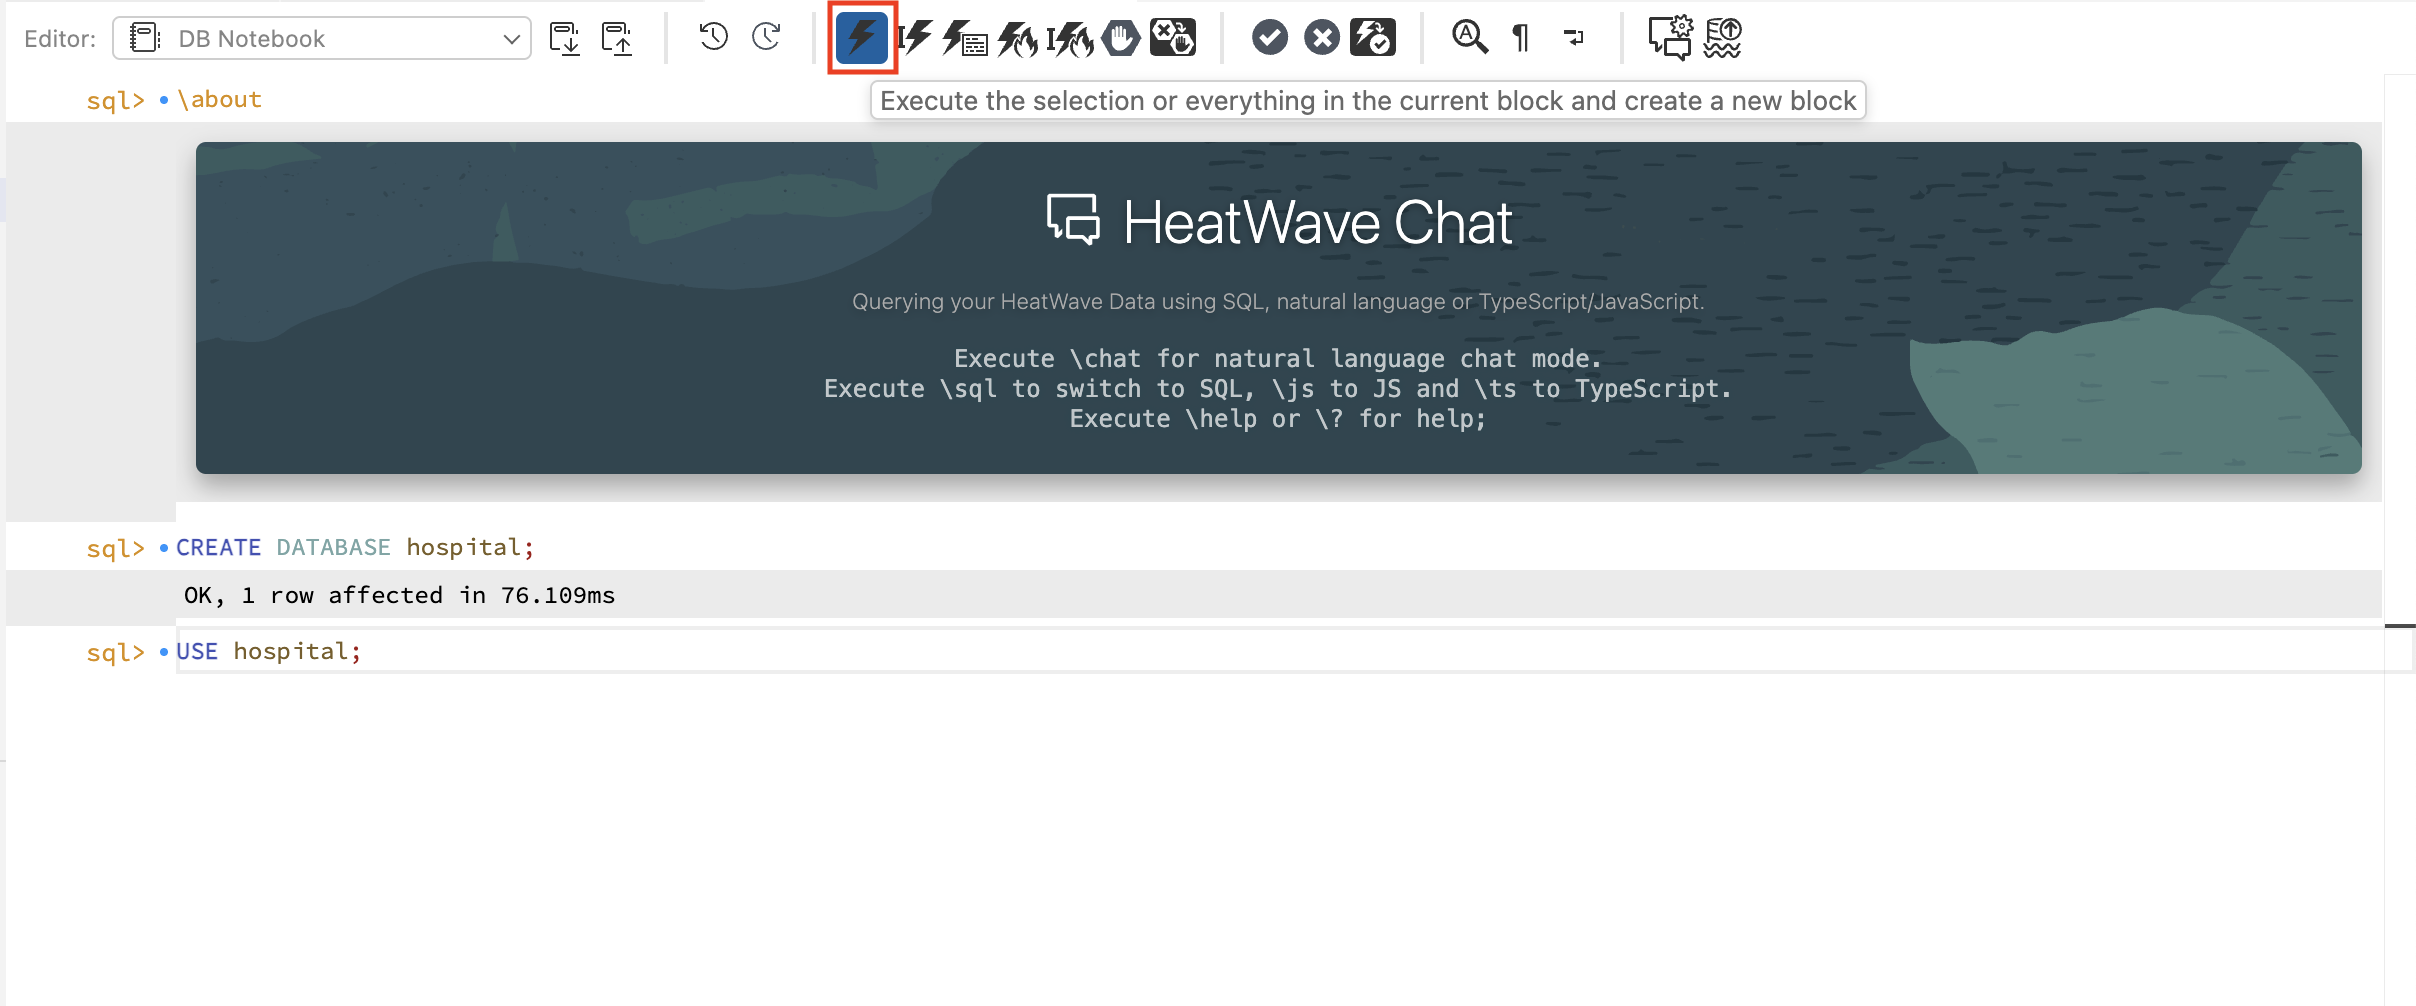 Editor: DB Notebook
sql> \about
Execute the selection or everything in the current block and create a new block
HeatWave Chat
Querying your HeatWave Data using SQL, natural language or TypeScript/JavaScript.
Execute \chat for natural language chat mode.
Execute \sql to switch to SQL, \js to JS and \ts to TypeScript.
Execute \help or \? for help;
sql> CREATE DATABASE hospital;
OK, 1 row affected in 76.109ms
sql> USE hospital;